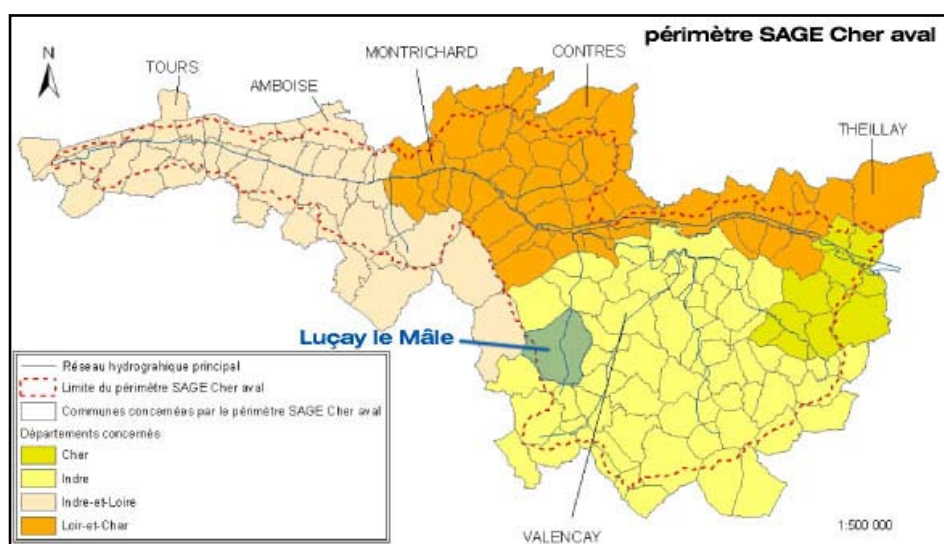 périmètre SAGE Cher aval
N
TOURS
AMBOISE
MONTRICHARD
CONTRES
THEILLAY
Luçay le Mâle
Réseau hydrograhique principal
Limite du périmètre SAGE Cher aval
Communes concernées par le périmètre SAGE Cher aval
Départements concernés
Cher
Indre
Indre-et-Loire
Loir-et-Cher
VALENCAY
1:500 000